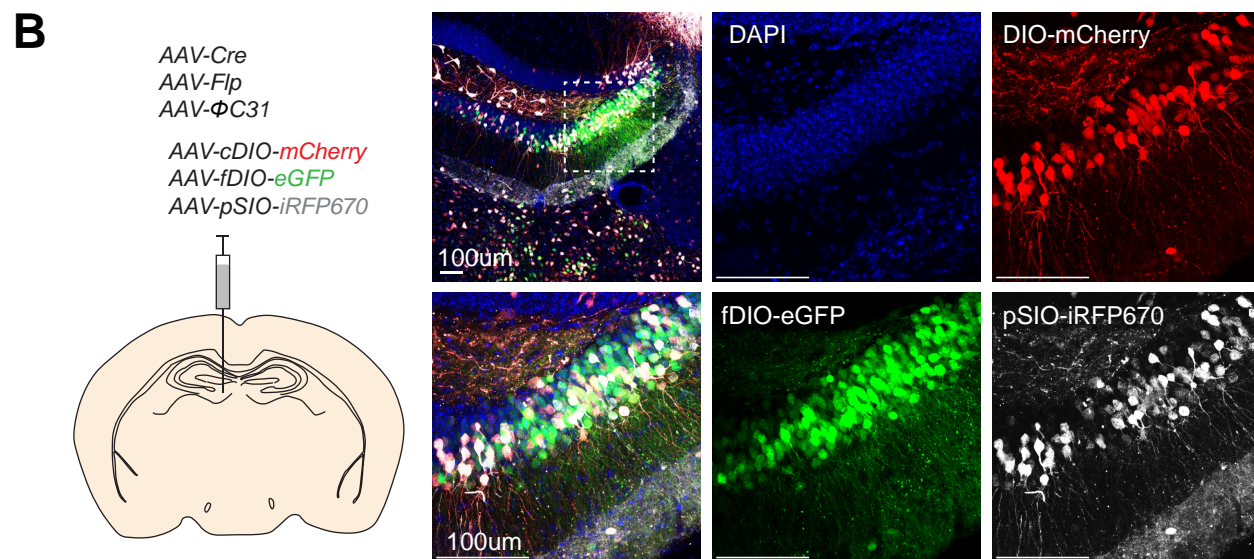 B
AAV-Cre
AAV-Flp
AAV-ΦC31
AAV-cDIO-mCherry
AAV-fDIO-eGFP
AAV-pSIO-iRFP670
100um
DAPI
DIO-mCherry
100um
fDIO-eGFP
pSIO-iRFP670